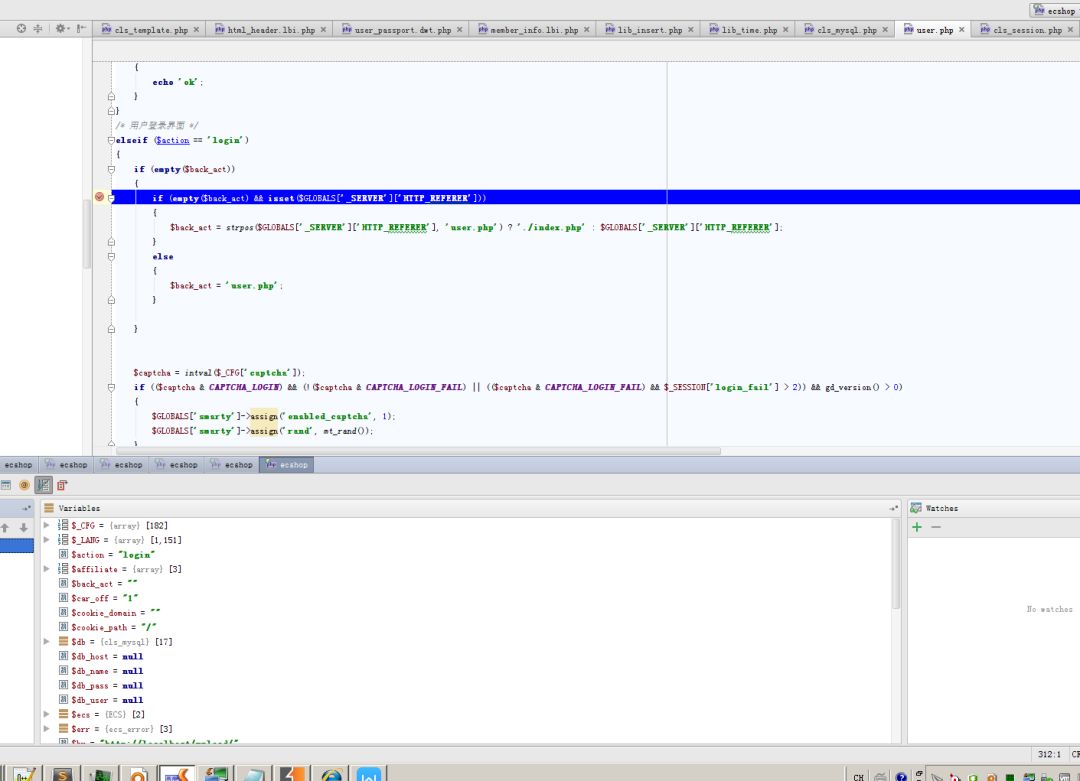 ecshop
cls_template.php × html_header.lbi.php × user_passport.dwt.php × member_info.lbi.php × lib_insert.php × lib_time.php × cls_mysql.php × user.php × cls_session.php ×
{
echo 'ok';
}
}
/* 用户登录界面 */
elseif ($action == 'login')
{
if (empty($back_act))
{
if (empty($back_act) && isset($GLOBALS['_SERVER']['HTTP_REFERER']))
{
$back_act = strpos($GLOBALS['_SERVER']['HTTP_REFERER'], 'user.php') ? './index.php' : $GLOBALS['_SERVER']['HTTP_REFERER'];
}
else
{
$back_act = 'user.php';
}
}
$captcha = intval($_CFG['captcha']);
if (($captcha & CAPTCHA_LOGIN) && (!($captcha & CAPTCHA_LOGIN_FAIL) || (($captcha & CAPTCHA_LOGIN_FAIL) && $_SESSION['login_fail'] > 2)) && gd_version() > 0)
{
$GLOBALS['smarty']->assign('enabled_captcha', 1);
$GLOBALS['smarty']->assign('rand', mt_rand());
}
ecshop ecshop ecshop ecshop ecshop ecshop
Variables
Watches
$_CFG = {array} [182]
$_LANG = {array} [1,151]
$action = "login"
$affiliate = {array} [3]
$back_act = ""
$car_off = "1"
No watches
$cookie_domain = ""
$cookie_path = "/"
$db = {cls_mysql} [17]
$db_host = null
$db_name = null
$db_pass = null
$db_user = null
$ecs = {ECS} [2]
$err = {ecs_error} [3]
312:1
CH